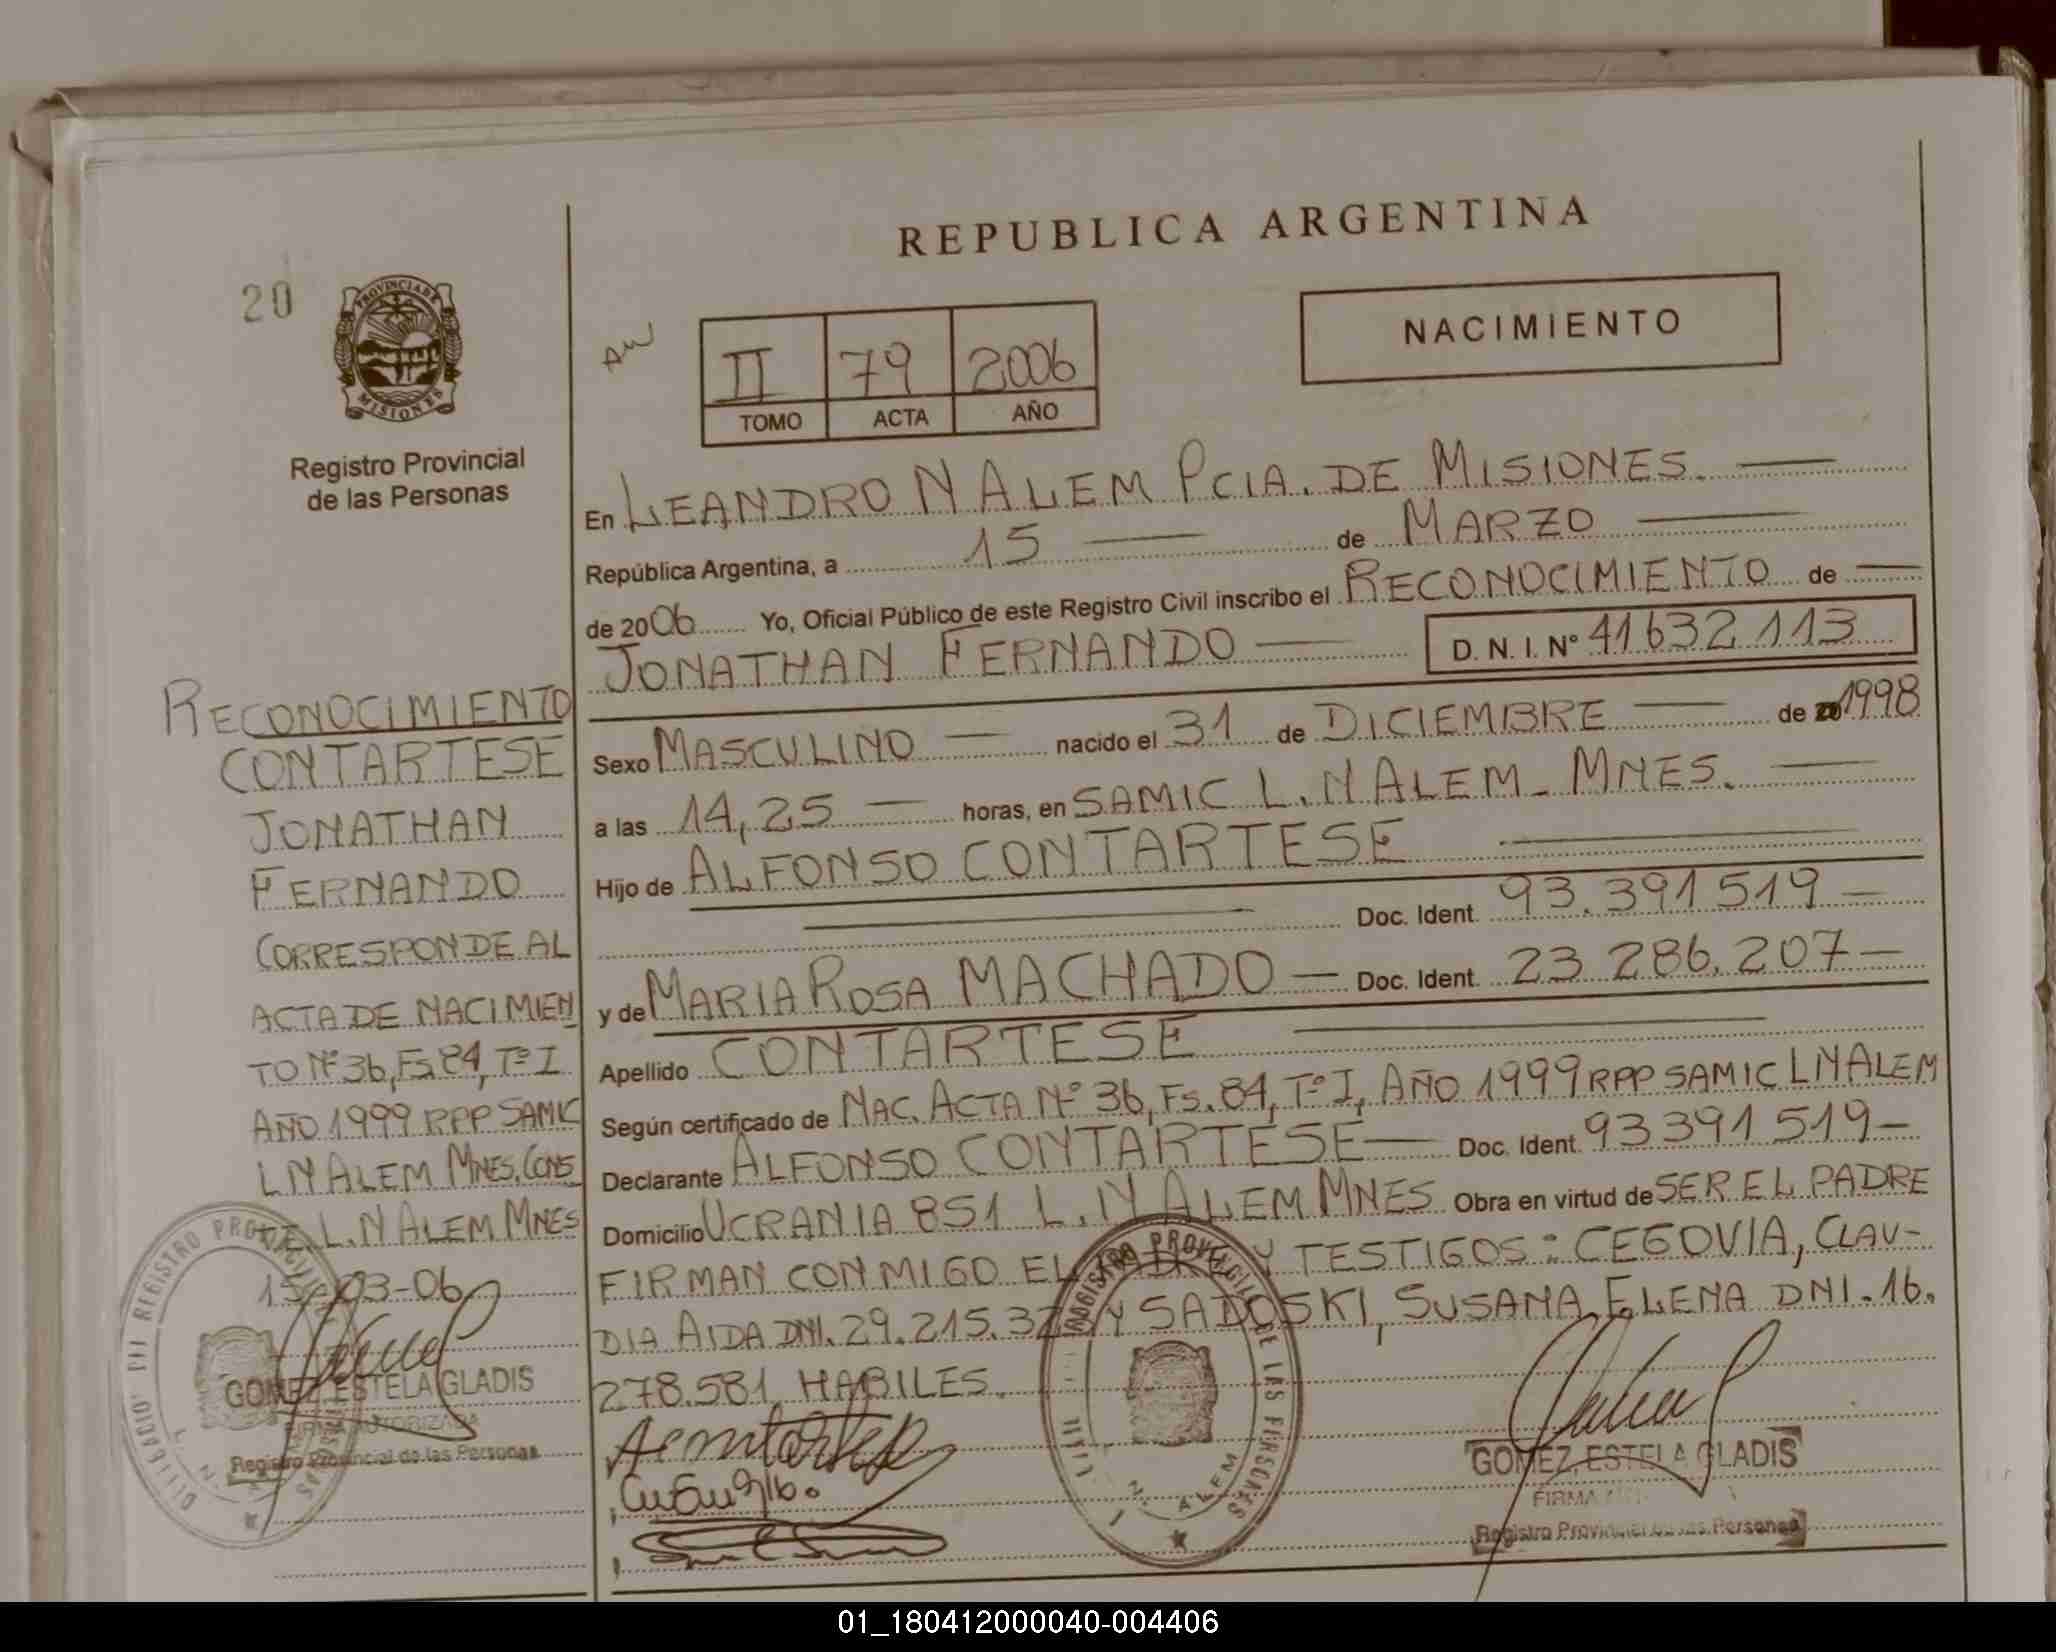 REPUBLICA ARGENTINA
20
PROVINCIA DE
MISIONES
Registro Provincial
de las Personas
II 79 2006
TOMO ACTA AÑO
NACIMIENTO
En LEANDRO N ALEM PCIA. DE MISIONES.
República Argentina, a 15 de MARZO
de 2006 Yo, Oficial Público de este Registro Civil inscribo el RECONOCIMIENTO de
JONATHAN FERNANDO D. N. I. Nº 41632113
Sexo MASCULINO nacido el 31 de DICIEMBRE de 1998
a las 14,25 horas, en SAMIC L. N ALEM - MNES.
Hijo de ALFONSO CONTARTESE
Doc. Ident. 93.391519
y de MARIA ROSA MACHADO Doc. Ident. 23 286.207
Apellido CONTARTESE
Según certificado de NAC. ACTA Nº 36, Fs. 84, Tº I, AÑO 1999 RPP SAMIC LN ALEM
Declarante ALFONSO CONTARTESE Doc. Ident. 93391519
Domicilio UCRANIA 851 L. N ALEM MNES Obra en virtud de SER EL PADRE
FIRMAN CONMIGO EL Y TESTIGOS: CEGOVIA, CLAU-
DIA AIDA DNI. 29.215.32 Y SADOSKI, SUSANA ELENA DNI. 16.
278.581 HABILES.
GOMEZ, ESTELA GLADIS
FIRMA
Registro Provincial de las Personas
RECONOCIMIENTO
CONTARTESE
JONATHAN
FERNANDO
CORRESPONDE AL
ACTA DE NACIMIEN
TO Nº 36, Fs 84, Tº I
AÑO 1999 RPP SAMIC
LN ALEM MNES. CONS
TE. L. N ALEM MNES
15-03-06
GOMEZ, ESTELA GLADIS
FIRMA AUTORIZADA
Registro Provincial de las Personas
01_180412000040-004406